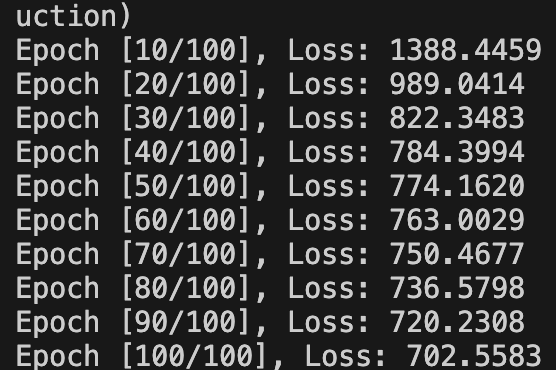 uction)
Epoch [10/100], Loss: 1388.4459
Epoch [20/100], Loss: 989.0414
Epoch [30/100], Loss: 822.3483
Epoch [40/100], Loss: 784.3994
Epoch [50/100], Loss: 774.1620
Epoch [60/100], Loss: 763.0029
Epoch [70/100], Loss: 750.4677
Epoch [80/100], Loss: 736.5798
Epoch [90/100], Loss: 720.2308
Epoch [100/100], Loss: 702.5583